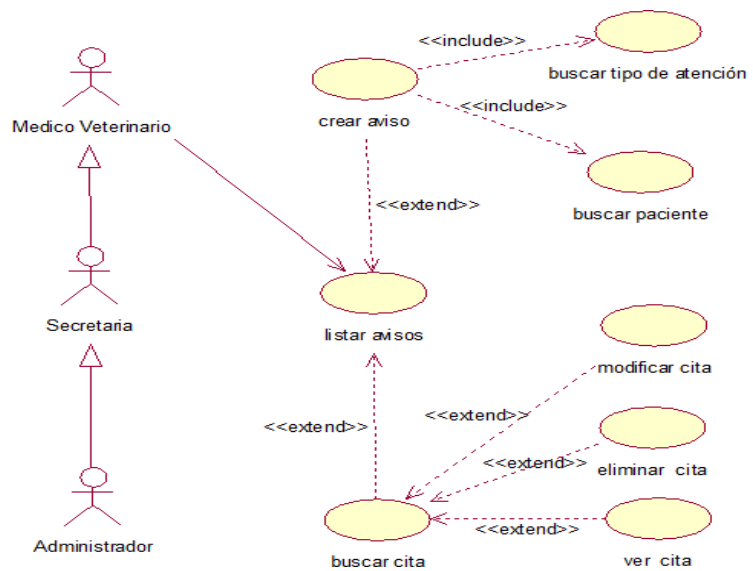 <<include>>
buscar tipo de atención
Medico Veterinario
crear aviso
<<include>>
<<extend>>
buscar paciente
Secretaria
listar avisos
modificar cita
<<extend>>
<<extend>>
<<extend>>
eliminar cita
<<extend>>
Administrador
buscar cita
ver cita